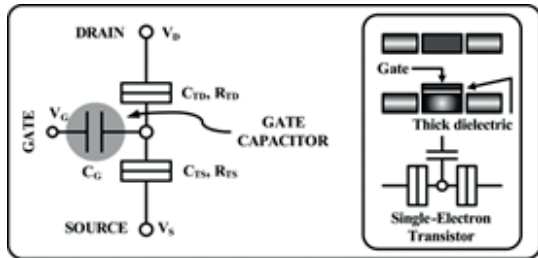 DRAIN V_D
C_TD, R_TD
V_G
GATE
GATE
CAPACITOR
C_G
C_TS, R_TS
SOURCE V_S
Gate
Thick dielectric
Single-Electron
Transistor